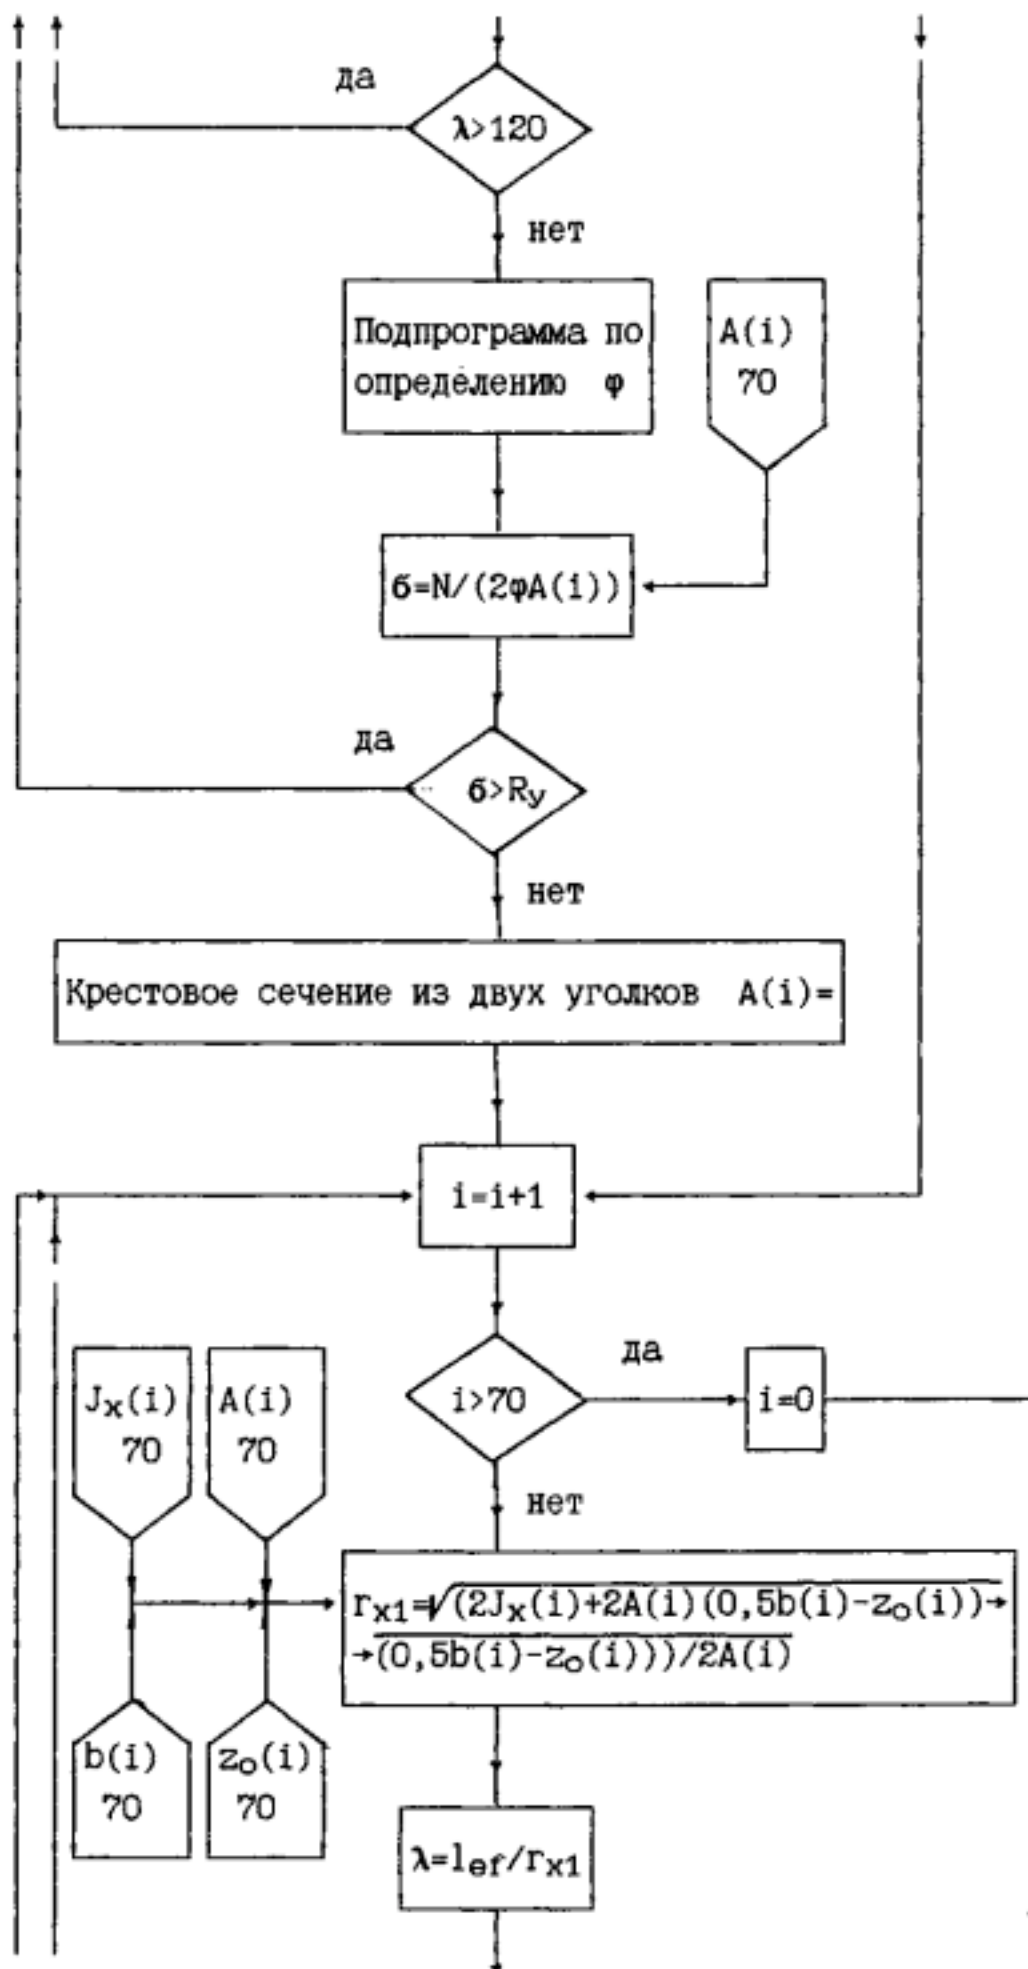 да
λ>120
нет
Подпрограмма по
определению φ
A(i)
70
б=N/(2φA(i))
да
б>Rу
нет
Крестовое сечение из двух уголков A(i)=
i=i+1
Jx(i)
70
A(i)
70
i>70
да
i=0
нет
rx1=√(2Jx(i)+2A(i)(0,5b(i)-zo(i))→
→(0,5b(i)-zo(i)))/2A(i)
b(i)
70
zo(i)
70
λ=lef/rx1